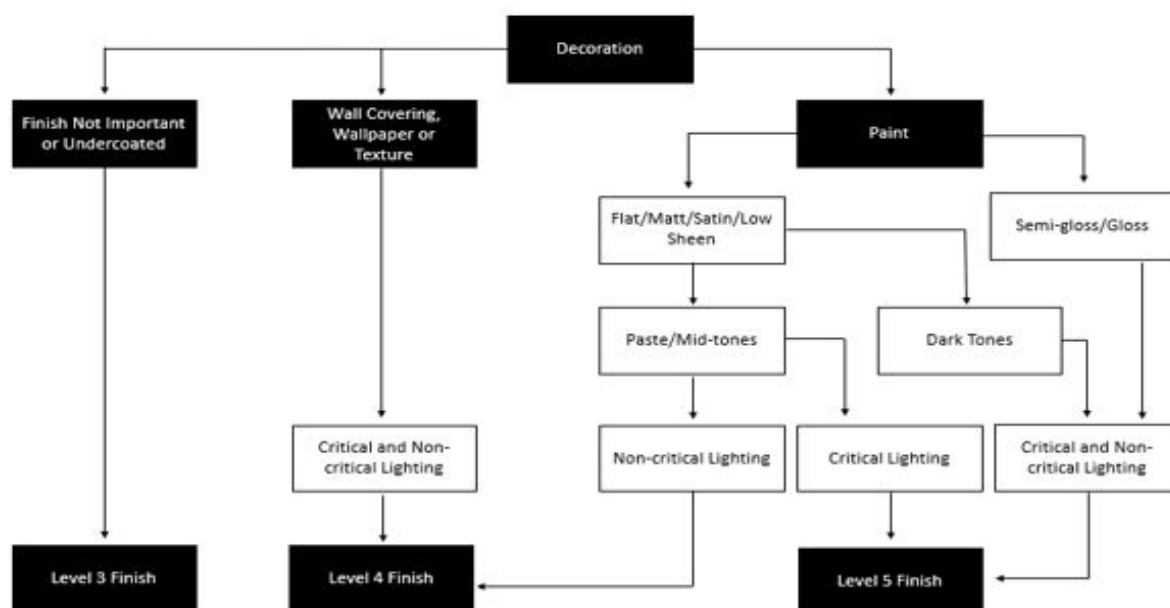 Decoration
Finish Not Important
or Undercoated
Wall Covering,
Wallpaper or
Texture
Paint
Flat/Matt/Satin/Low
Sheen
Semi-gloss/Gloss
Paste/Mid-tones
Dark Tones
Critical and Non-
critical Lighting
Non-critical Lighting
Critical Lighting
Critical and Non-
critical Lighting
Level 3 Finish
Level 4 Finish
Level 5 Finish